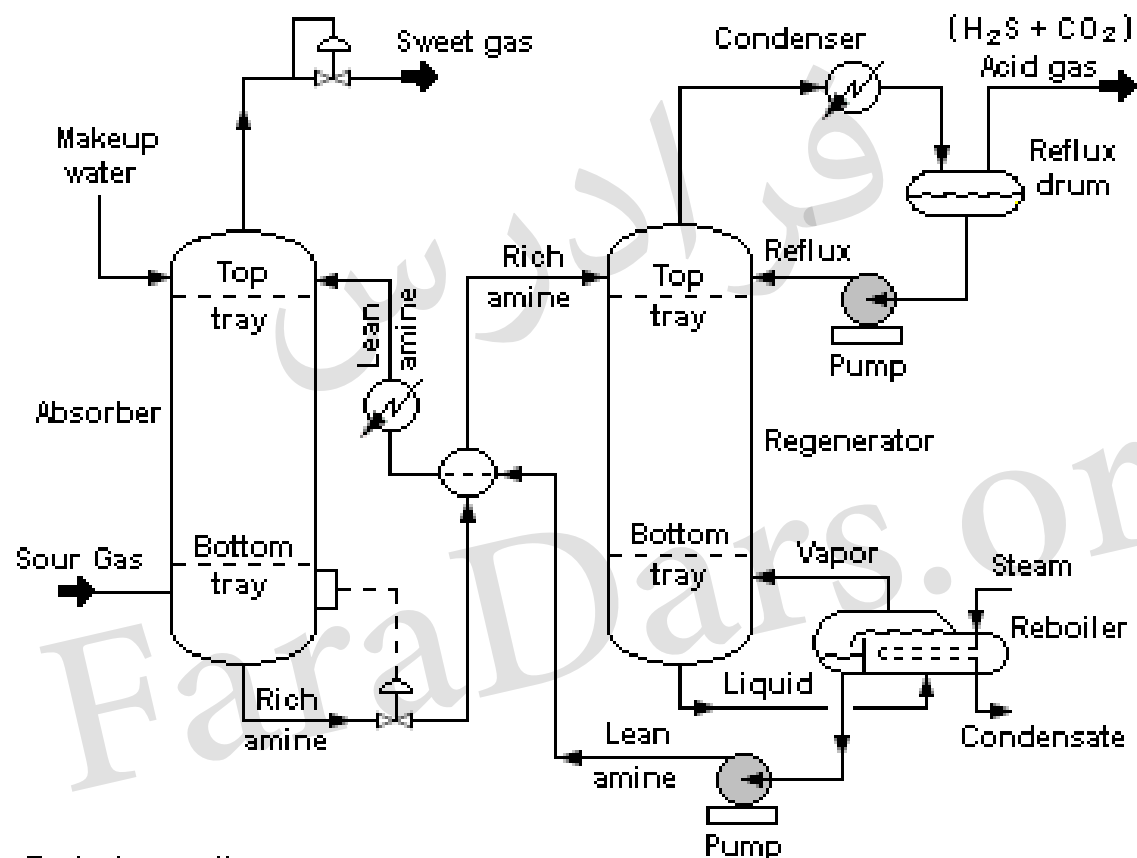 Sweet gas
Condenser
(H₂S + CO₂)
Acid gas
Makeup
water
Reflux
drum
Top
tray
Lean
amine
Rich
amine
Top
tray
Reflux
Pump
Absorber
Regenerator
Sour Gas
Bottom
tray
Bottom
tray
Vapor
Steam
Reboiler
Rich
amine
Liquid
Condensate
Lean
amine
Pump
فرادرس
FaraDars.or